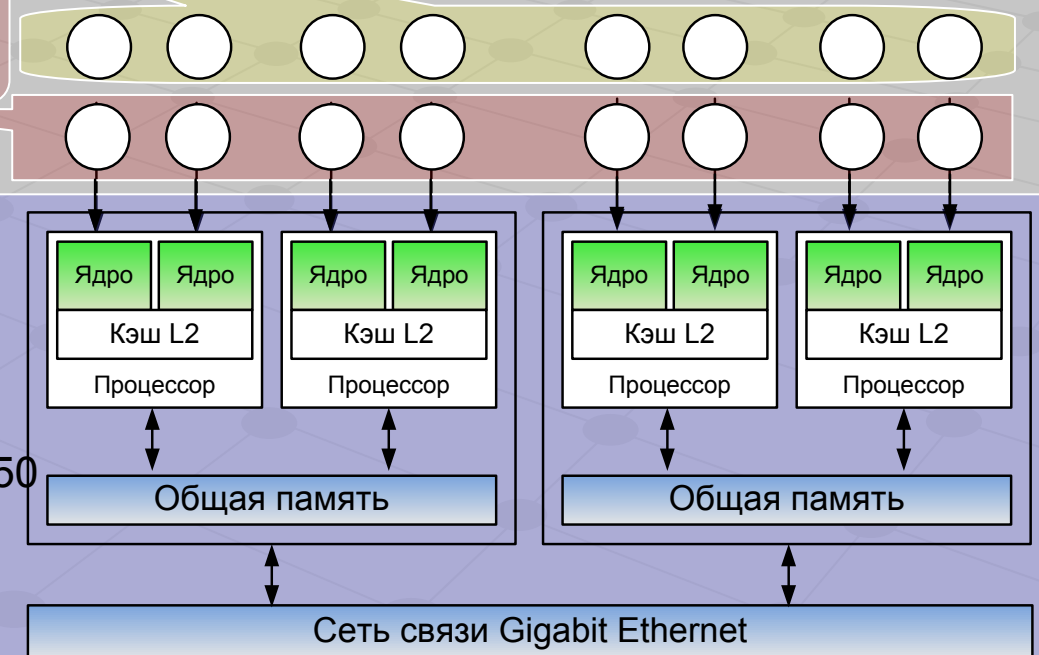 Ядро Ядро Ядро Ядро Ядро Ядро Ядро Ядро
Кэш L2 Кэш L2 Кэш L2 Кэш L2
Процессор Процессор Процессор Процессор
50
Общая память Общая память
Сеть связи Gigabit Ethernet